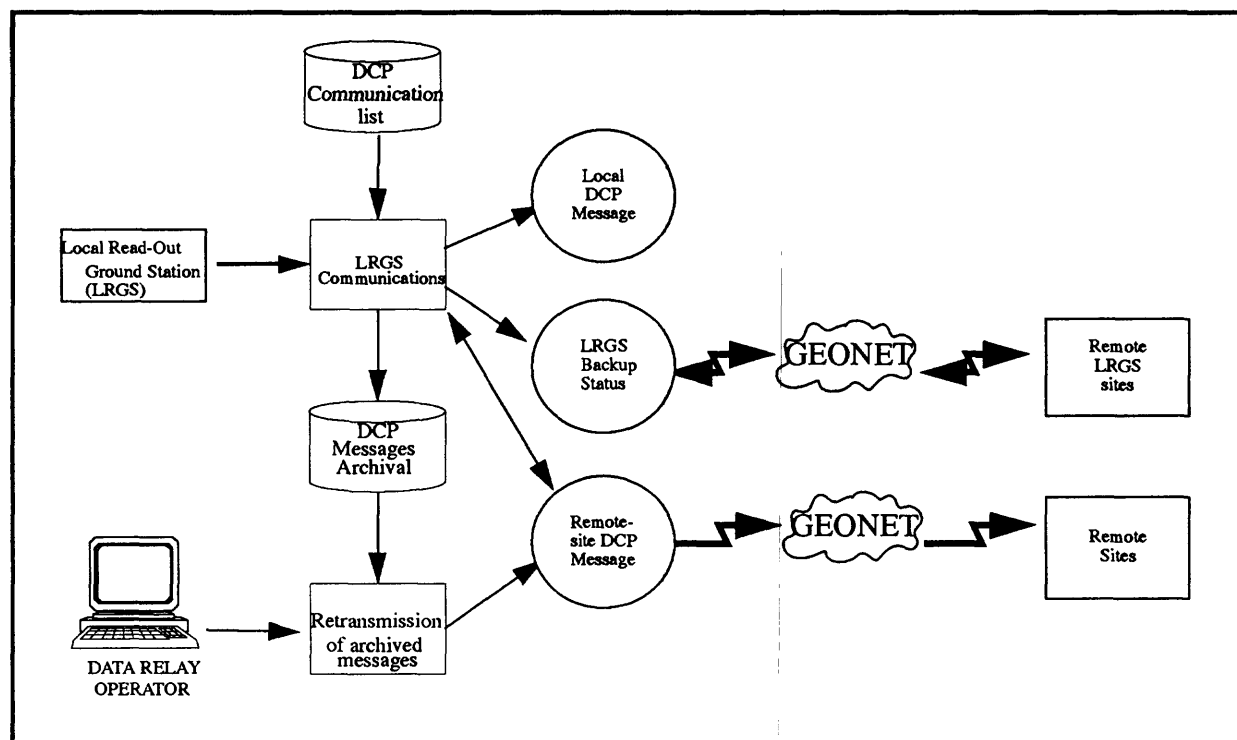 DCP
Communication
list
Local
DCP
Message
Local Read-Out
Ground Station
(LRGS)
LRGS
Communications
LRGS
Backup
Status
GEONET
Remote
LRGS
sites
DCP
Messages
Archival
Remote-
site DCP
Message
GEONET
Remote
Sites
Retransmission
of archived
messages
DATA RELAY
OPERATOR